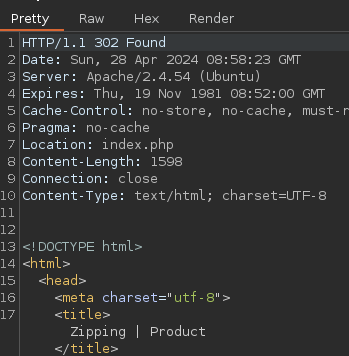 Pretty Raw Hex Render
1 HTTP/1.1 302 Found
2 Date: Sun, 28 Apr 2024 08:58:23 GMT
3 Server: Apache/2.4.54 (Ubuntu)
4 Expires: Thu, 19 Nov 1981 08:52:00 GMT
5 Cache-Control: no-store, no-cache, must-r
6 Pragma: no-cache
7 Location: index.php
8 Content-Length: 1598
9 Connection: close
10 Content-Type: text/html; charset=UTF-8
11
12
13 <!DOCTYPE html>
14 <html>
15 <head>
16 <meta charset="utf-8">
17 <title>
Zipping | Product
</title>